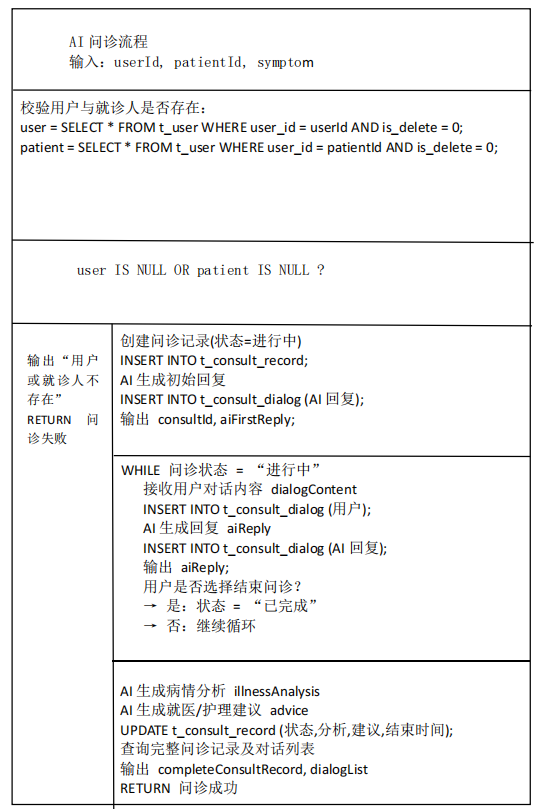 AI 问诊流程
输入：userId, patientId, symptom
校验用户与就诊人是否存在：
user = SELECT * FROM t_user WHERE user_id = userId AND is_delete = 0;
patient = SELECT * FROM t_user WHERE user_id = patientId AND is_delete = 0;
user IS NULL OR patient IS NULL ?
输出“用户
或就诊人不
存在”
RETURN 问
诊失败
创建问诊记录(状态=进行中)
INSERT INTO t_consult_record;
AI 生成初始回复
INSERT INTO t_consult_dialog (AI 回复);
输出 consultId, aiFirstReply;
WHILE 问诊状态 = “进行中”
接收用户对话内容 dialogContent
INSERT INTO t_consult_dialog (用户);
AI 生成回复 aiReply
INSERT INTO t_consult_dialog (AI 回复);
输出 aiReply;
用户是否选择结束问诊？
→ 是：状态 = “已完成”
→ 否：继续循环
AI 生成病情分析 illnessAnalysis
AI 生成就医/护理建议 advice
UPDATE t_consult_record (状态,分析,建议,结束时间);
查询完整问诊记录及对话列表
输出 completeConsultRecord, dialogList
RETURN 问诊成功